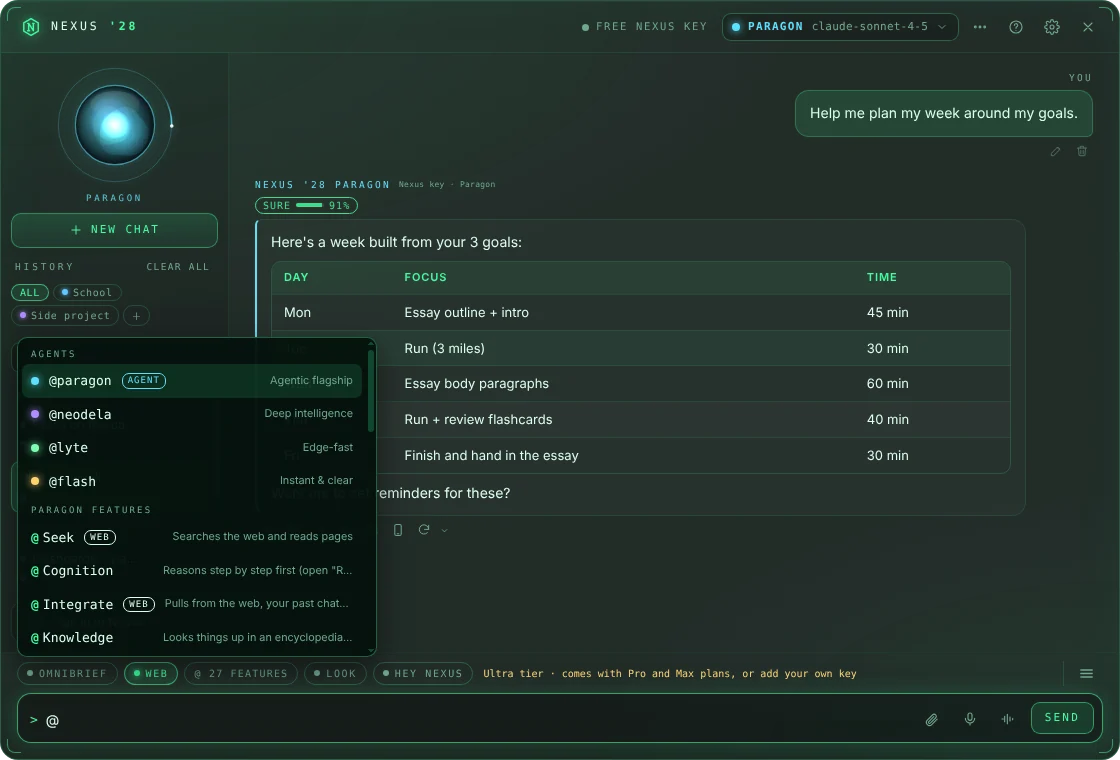 NEXUS '28
FREE NEXUS KEY
PARAGON claude-sonnet-4-5
YOU
Help me plan my week around my goals.
PARAGON
+ NEW CHAT
HISTORY CLEAR ALL
ALL School
Side project +
NEXUS '28 PARAGON Nexus key · Paragon
SURE 91%
Here's a week built from your 3 goals:
DAY FOCUS TIME
Mon Essay outline + intro 45 min
Run (3 miles) 30 min
Essay body paragraphs 60 min
Run + review flashcards 40 min
Finish and hand in the essay 30 min
reminders for these?
AGENTS
@paragon AGENT Agentic flagship
@neodela Deep intelligence
@lyte Edge-fast
@flash Instant & clear
PARAGON FEATURES
@Seek WEB Searches the web and reads pages
@Cognition Reasons step by step first (open "R...
@Integrate WEB Pulls from the web, your past chat...
@Knowledge Looks things up in an encyclopedia...
OMNIBRIEF WEB @ 27 FEATURES LOOK HEY NEXUS Ultra tier · comes with Pro and Max plans, or add your own key
> @
SEND